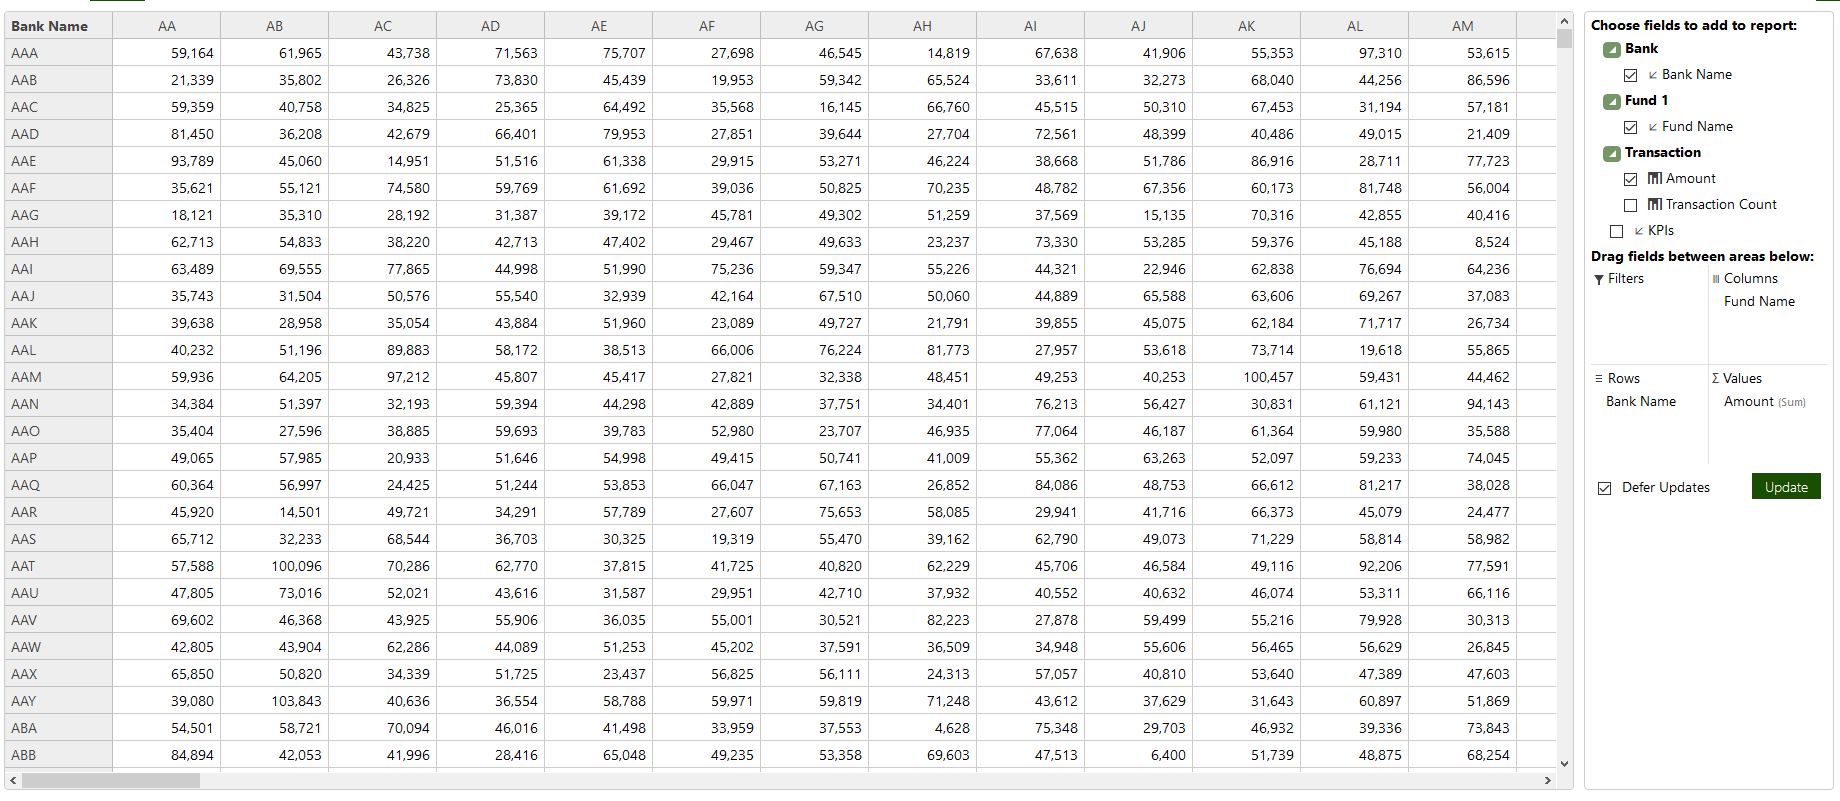 Bank Name AA AB AC AD AE AF AG AH AI AJ AK AL AM
AAA 59,164 61,965 43,738 71,563 75,707 27,698 46,545 14,819 67,638 41,906 55,353 97,310 53,615
AAB 21,339 35,802 26,326 73,830 45,439 19,953 59,342 65,524 33,611 32,273 68,040 44,256 86,596
AAC 59,359 40,758 34,825 25,365 64,492 35,568 16,145 66,760 45,515 50,310 67,453 31,194 57,181
AAD 81,450 36,208 42,679 66,401 79,953 27,851 39,644 27,704 72,561 48,399 40,486 49,015 21,409
AAE 93,789 45,060 14,951 51,516 61,338 29,915 53,271 46,224 38,668 51,786 86,916 28,711 77,723
AAF 35,621 55,121 74,580 59,769 61,692 39,036 50,825 70,235 48,782 67,356 60,173 81,748 56,004
AAG 18,121 35,310 28,192 31,387 39,172 45,781 49,302 51,259 37,569 15,135 70,316 42,855 40,416
AAH 62,713 54,833 38,220 42,713 47,402 29,467 49,633 23,237 73,330 53,285 59,376 45,188 8,524
AAI 63,489 69,555 77,865 44,998 51,990 75,236 59,347 55,226 44,321 22,946 62,838 76,694 64,236
AAJ 35,743 31,504 50,576 55,540 32,939 42,164 67,510 50,060 44,889 65,588 63,606 69,267 37,083
AAK 39,638 28,958 35,054 43,884 51,960 23,089 49,727 21,791 39,855 45,075 62,184 71,717 26,734
AAL 40,232 51,196 89,883 58,172 38,513 66,006 76,224 81,773 27,957 53,618 73,714 19,618 55,865
AAM 59,936 64,205 97,212 45,807 45,417 27,821 32,338 48,451 49,253 40,253 100,457 59,431 44,462
AAN 34,384 51,397 32,193 59,394 44,298 42,889 37,751 34,401 76,213 56,427 30,831 61,121 94,143
AAO 35,404 27,596 38,885 59,693 39,783 52,980 23,707 46,935 77,064 46,187 61,364 59,980 35,588
AAP 49,065 57,985 20,933 51,646 54,998 49,415 50,741 41,009 55,362 63,263 52,097 59,233 74,045
AAQ 60,364 56,997 24,425 51,244 53,853 66,047 67,163 26,852 84,086 48,753 66,612 81,217 38,028
AAR 45,920 14,501 49,721 34,291 57,789 27,607 75,653 58,085 29,941 41,716 66,373 45,079 24,477
AAS 65,712 32,233 68,544 36,703 30,325 19,319 55,470 39,162 62,790 49,073 71,229 58,814 58,982
AAT 57,588 100,096 70,286 62,770 37,815 41,725 40,820 62,229 45,706 46,584 49,116 92,206 77,591
AAU 47,805 73,016 52,021 43,616 31,587 29,951 42,710 37,932 40,552 40,632 46,074 53,311 66,116
AAV 69,602 46,368 43,925 55,906 36,035 55,001 30,521 82,223 27,878 59,499 55,216 79,928 30,313
AAW 42,805 43,904 62,286 44,089 51,253 45,202 37,591 36,509 34,948 55,606 56,465 56,629 26,845
AAX 65,850 50,820 34,339 51,725 23,437 56,825 56,111 24,313 57,057 40,810 53,640 47,389 47,603
AAY 39,080 103,843 40,636 36,554 58,788 59,971 59,819 71,248 43,612 37,629 31,643 60,897 51,869
ABA 54,501 58,721 70,094 46,016 41,498 33,959 37,553 4,628 75,348 29,703 46,932 39,336 73,843
ABB 84,894 42,053 41,996 28,416 65,048 49,235 53,358 69,603 47,513 6,400 51,739 48,875 68,254
Choose fields to add to report:
Bank
Bank Name
Fund 1
Fund Name
Transaction
Amount
Transaction Count
KPIs
Drag fields between areas below:
Filters
Columns
Fund Name
Rows
Bank Name
Σ Values
Amount (Sum)
Defer Updates
Update